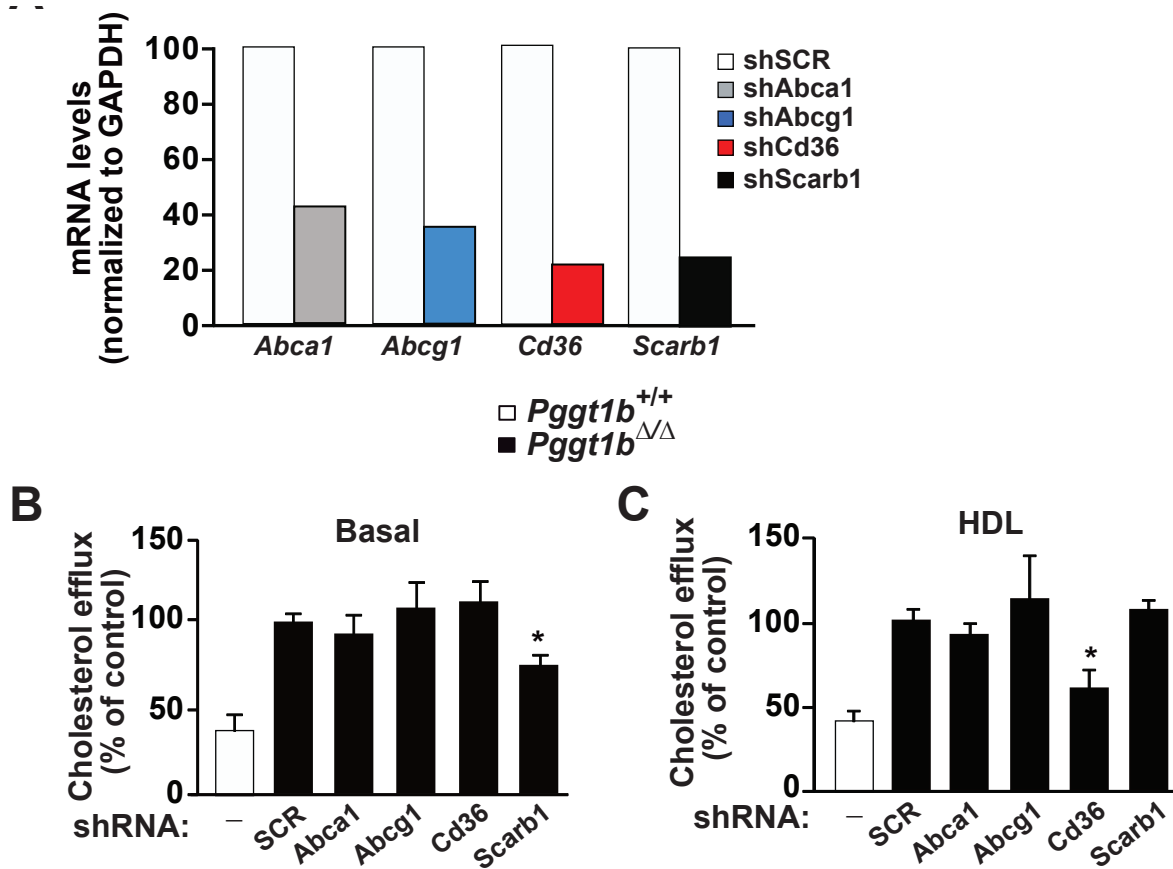 mRNA levels
(normalized to GAPDH)
100
80
60
40
20
0
Abca1 Abcg1 Cd36 Scarb1
shSCR
shAbca1
shAbcg1
shCd36
shScarb1
Pggt1b+/+
PggT1bΔ/Δ
B
Basal
Cholesterol efflux
(% of control)
150
100
50
0
shRNA: – SCR Abca1 Abcg1 Cd36 Scarb1
*
C
HDL
Cholesterol efflux
(% of control)
150
100
50
0
shRNA: – SCR Abca1 Abcg1 Cd36 Scarb1
*